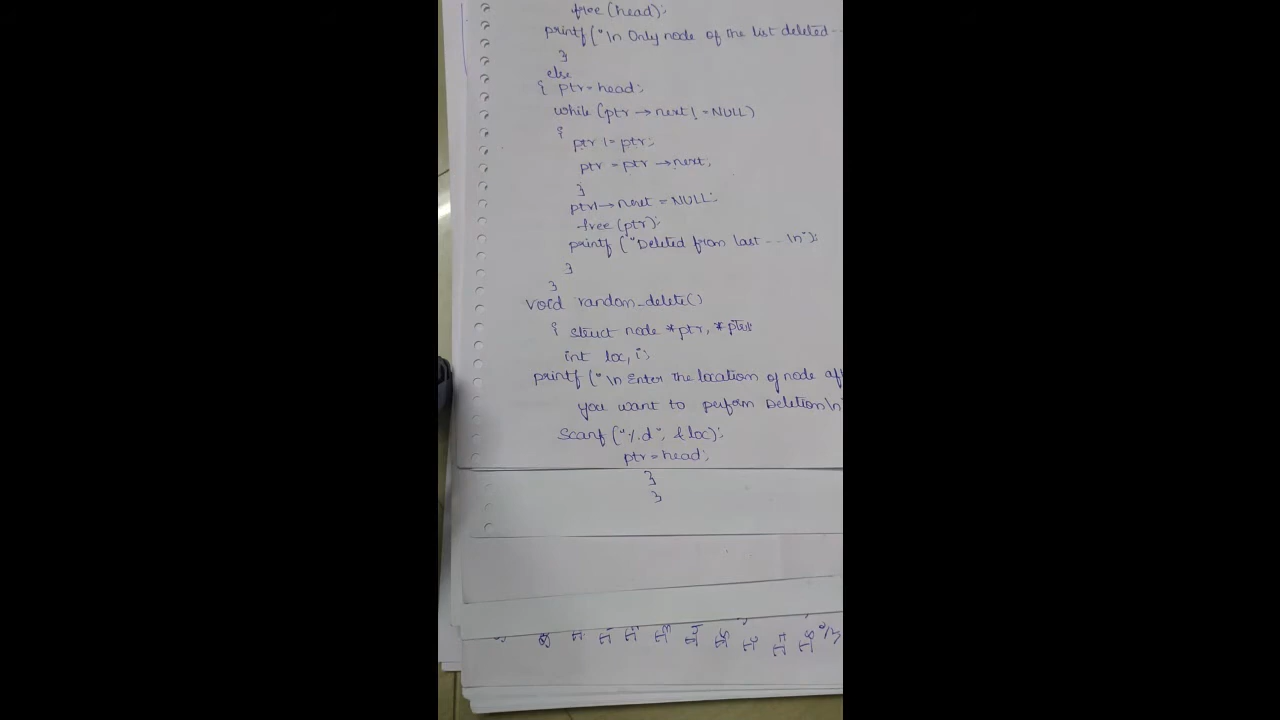 free(head);
printf("\n Only node of the list deleted --
}
else
{ ptr=head;
while (ptr →next! =NULL)
{
ptr1=ptr;
ptr =ptr →next;
}
ptr1→next =NULL;
free(ptr);
printf ("Deleted from last --- \n");
}
}
void random_delete()
{ struct node *ptr, *ptr1
int loc, i;
printf ("\n Enter the location of node af
you want to perform Deletion\n"
scanf ("%d", &loc);
ptr=head;
}
}